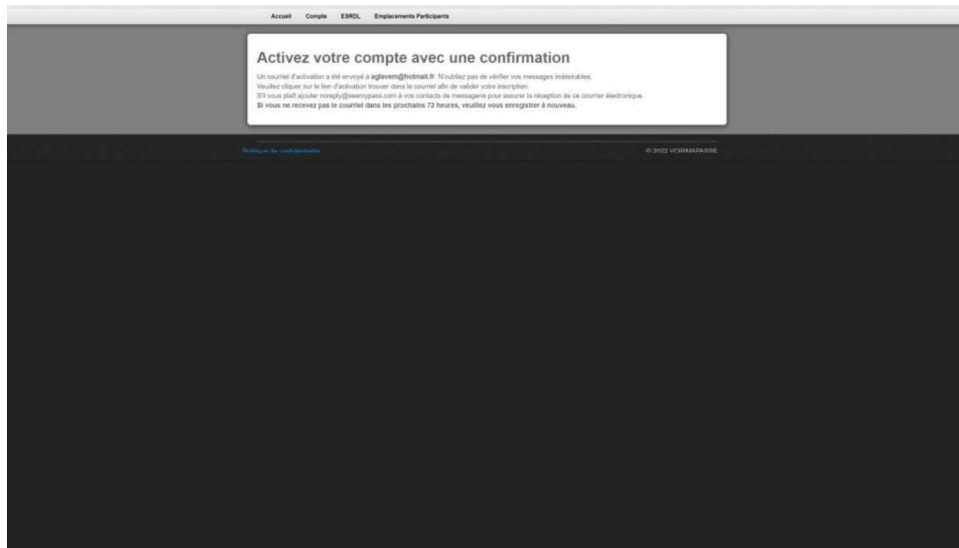 Accueil Compte ESRDL Emplacements Participants
Activez votre compte avec une confirmation
Un courriel d'activation a été envoyé à aglavem@hotmail.fr. N'oubliez pas de vérifier vos messages indésirables.
Veuillez cliquer sur le lien d'activation trouver dans le courriel afin de valider votre inscription.
S'il vous plaît ajouter noreply@seemypass.com à vos contacts de messagerie pour assurer la réception de ce courrier électronique.
Si vous ne recevez pas le courriel dans les prochains 72 heures, veuillez vous enregistrer à nouveau.
Politique de confidentialité © 2022 VOIRMAPASSE